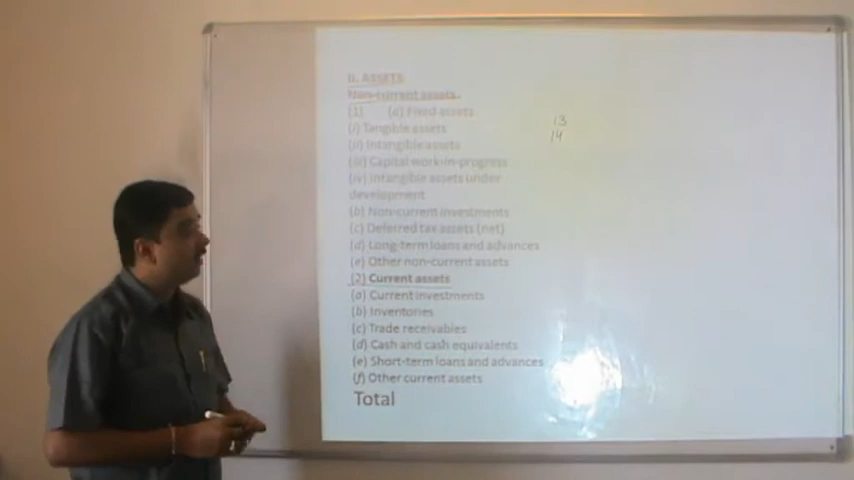 II. ASSETS
Non-current assets
(1) (a) Fixed assets
(i) Tangible assets
(ii) Intangible assets
(iii) Capital work-in-progress
(iv) Intangible assets under
development
(b) Non-current investments
(c) Deferred tax assets (net)
(d) Long-term loans and advances
(e) Other non-current assets
(2) Current assets
(a) Current investments
(b) Inventories
(c) Trade receivables
(d) Cash and cash equivalents
(e) Short-term loans and advances
(f) Other current assets
Total
13
14